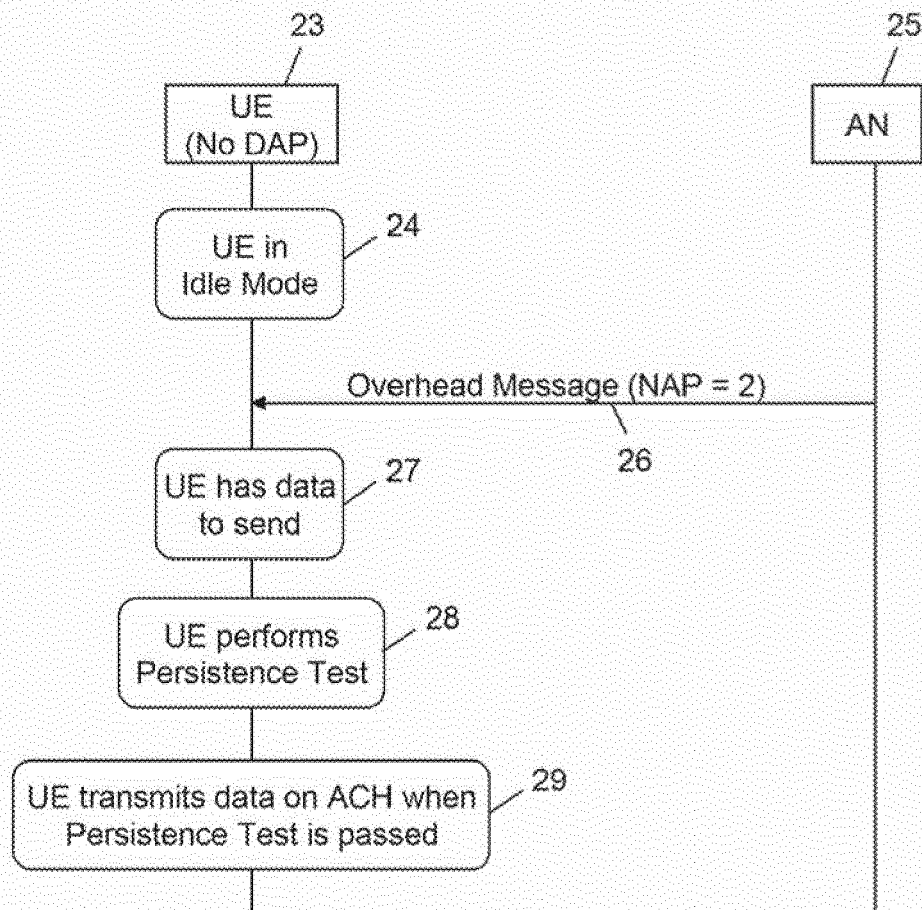 23
25
UE
(No DAP)
AN
24
UE in
Idle Mode
Overhead Message (NAP = 2)
26
27
UE has data
to send
28
UE performs
Persistence Test
29
UE transmits data on ACH when
Persistence Test is passed